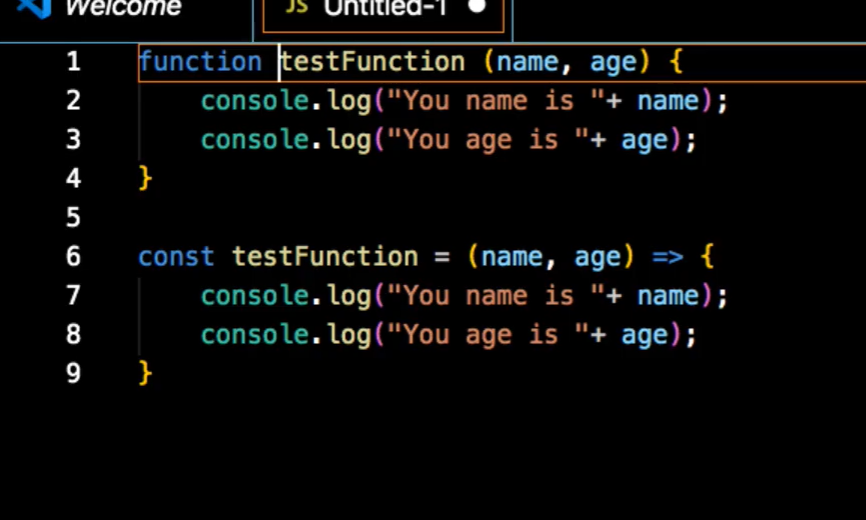 Welcome JS Untitled-1
1 function testFunction (name, age) {
2 console.log("You name is "+ name);
3 console.log("You age is "+ age);
4 }
5
6 const testFunction = (name, age) => {
7 console.log("You name is "+ name);
8 console.log("You age is "+ age);
9 }